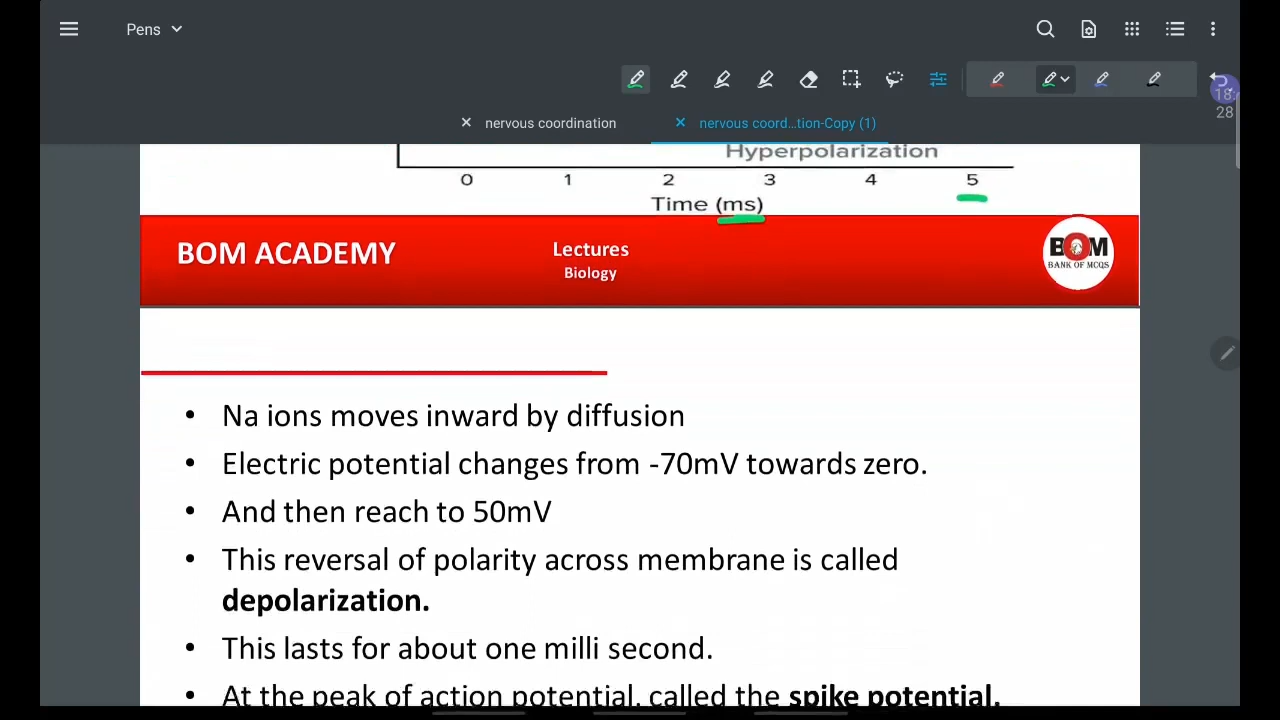 Pens
18:
28
nervous coordination
nervous coord...tion-Copy (1)
Hyperpolarization
0 1 2 3 4 5
Time (ms)
BOM ACADEMY
Lectures
Biology
BOM
BANK OF MCQS
• Na ions moves inward by diffusion
• Electric potential changes from -70mV towards zero.
• And then reach to 50mV
• This reversal of polarity across membrane is called
depolarization.
• This lasts for about one milli second.
• At the peak of action potential, called the spike potential,